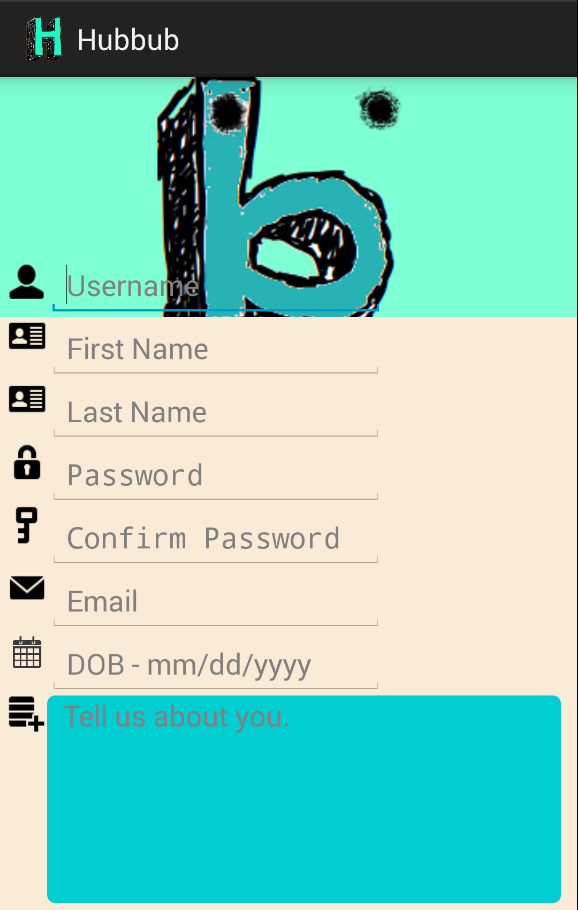 H Hubbub
b
Username
First Name
Last Name
Password
Confirm Password
Email
DOB - mm/dd/yyyy
Tell us about you.